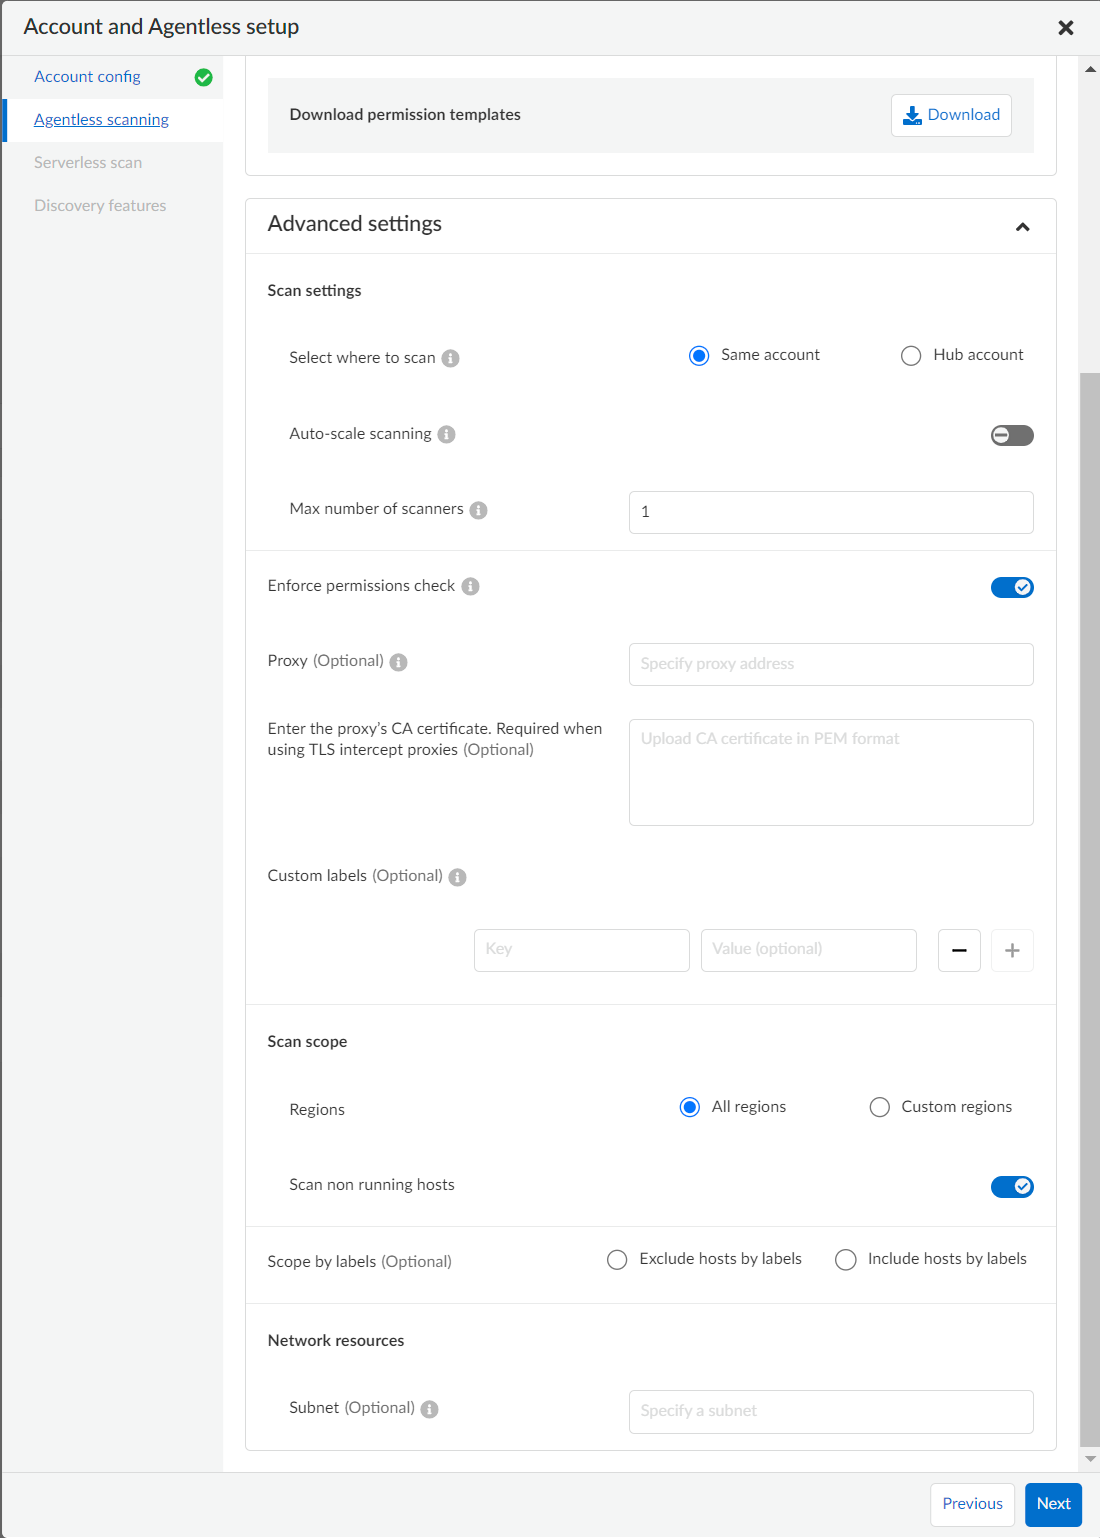 Account and Agentless setup
Account config
Agentless scanning
Serverless scan
Discovery features
Download permission templates
Download
Advanced settings
Scan settings
Select where to scan
Same account
Hub account
Auto-scale scanning
Max number of scanners
1
Enforce permissions check
Proxy (Optional)
Specify proxy address
Enter the proxy's CA certificate. Required when
using TLS intercept proxies (Optional)
Upload CA certificate in PEM format
Custom labels (Optional)
Key
Value (optional)
Scan scope
Regions
All regions
Custom regions
Scan non running hosts
Scope by labels (Optional)
Exclude hosts by labels
Include hosts by labels
Network resources
Subnet (Optional)
Specify a subnet
Previous
Next